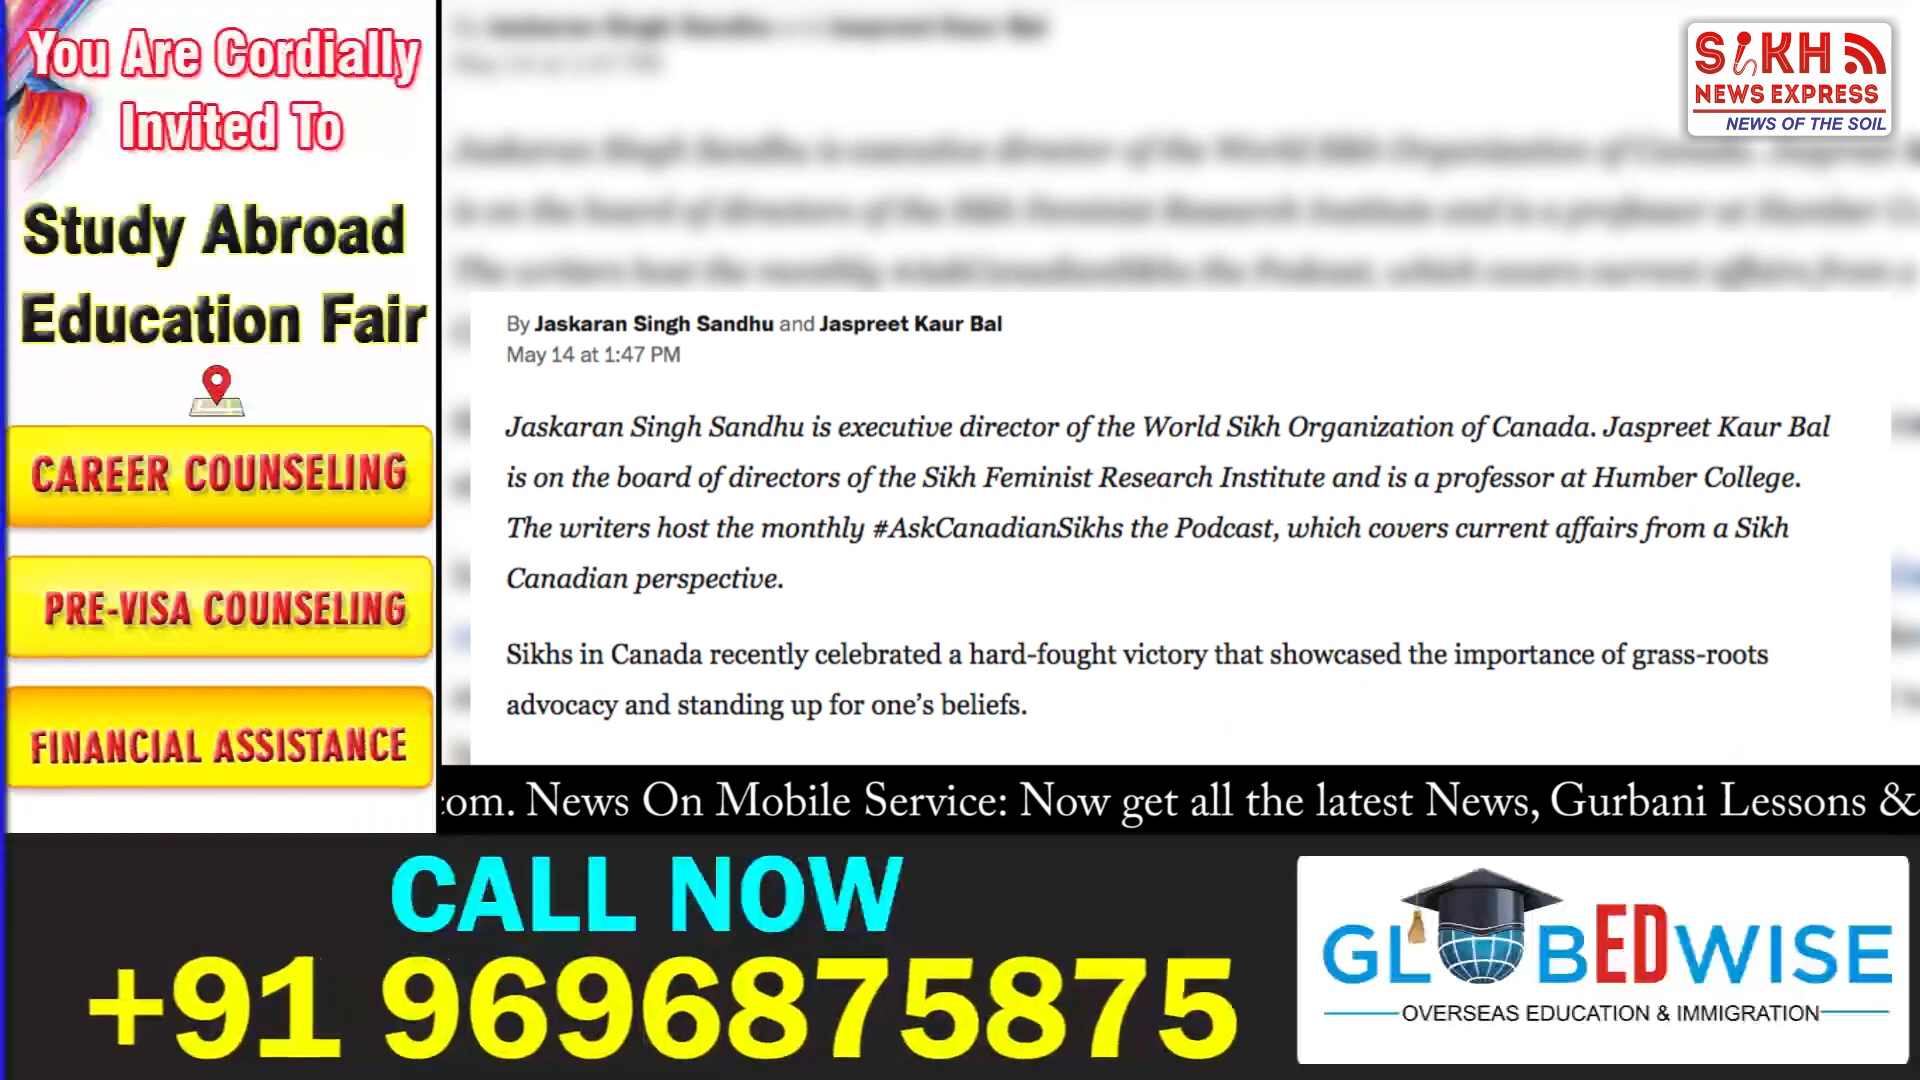 You Are Cordially
Invited To
Study Abroad
Education Fair
CAREER COUNSELING
PRE-VISA COUNSELING
FINANCIAL ASSISTANCE
SiKH
NEWS EXPRESS
NEWS OF THE SOIL
By Jaskaran Singh Sandhu and Jaspreet Kaur Bal
May 14 at 1:47 PM
Jaskaran Singh Sandhu is executive director of the World Sikh Organization of Canada. Jaspreet Kaur Bal
is on the board of directors of the Sikh Feminist Research Institute and is a professor at Humber College.
The writers host the monthly #AskCanadianSikhs the Podcast, which covers current affairs from a Sikh
Canadian perspective.
Sikhs in Canada recently celebrated a hard-fought victory that showcased the importance of grass-roots
advocacy and standing up for one’s beliefs.
com. News On Mobile Service: Now get all the latest News, Gurbani Lessons &
CALL NOW
+91 9696875875
GLOBEDWISE
OVERSEAS EDUCATION & IMMIGRATION